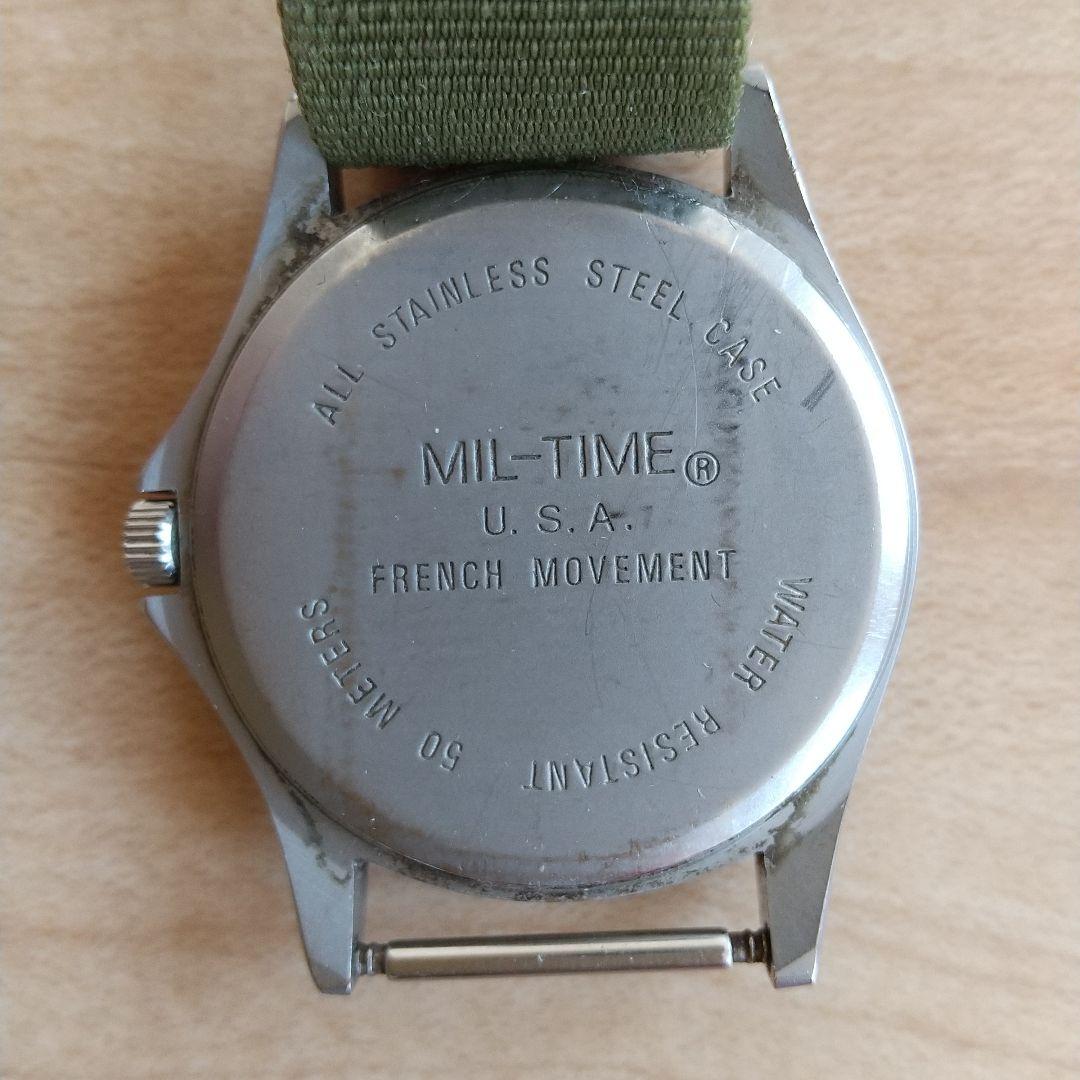 ALL STAINLESS STEEL CASE
MIL-TIME®
U.S.A.
FRENCH MOVEMENT
WATER RESISTANT
50 METERS